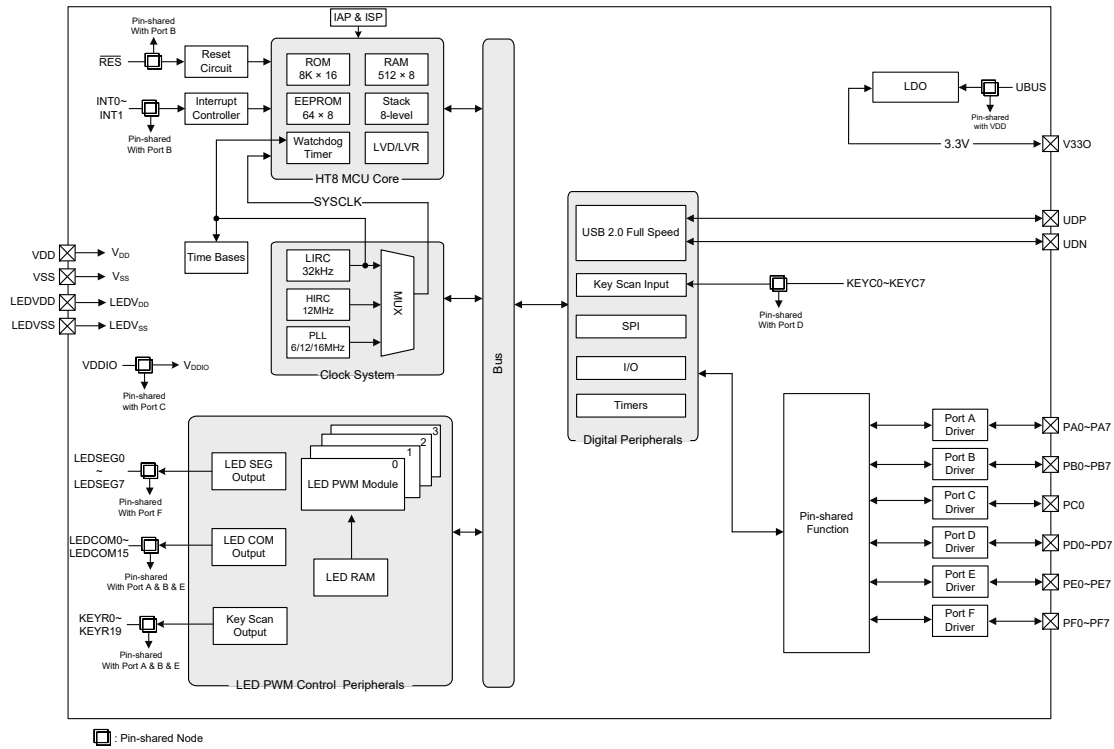 IAP & ISP
Pin-shared
With Port B
RES
Reset
Circuit
INT0~
INT1
Interrupt
Controller
Pin-shared
With Port B
ROM
8K × 16
RAM
512 × 8
EEPROM
64 × 8
Stack
8-level
Watchdog
Timer
LVD/LVR
HT8 MCU Core
SYSCLK
Time Bases
LIRC
32kHz
HIRC
12MHz
PLL
6/12/16MHz
MUX
Clock System
VDD
VDD
VSS
VSS
LEDVDD
LEDVDD
LEDVSS
LEDVSS
VDDIO
VDDIO
Pin-shared
with Port C
LEDSEG0
~
LEDSEG7
Pin-shared
With Port F
LED SEG
Output
3
2
1
0
LED PWM Module
LEDCOM0~
LEDCOM15
Pin-shared
With Port A & B & E
LED COM
Output
LED RAM
KEYR0~
KEYR19
Pin-shared
With Port A & B & E
Key Scan
Output
LED PWM Control Peripherals
Bus
LDO
UBUS
Pin-shared
with VDD
3.3V
V33O
USB 2.0 Full Speed
UDP
UDN
Key Scan Input
KEYC0~KEYC7
Pin-shared
With Port D
SPI
I/O
Timers
Digital Peripherals
Pin-shared
Function
Port A
Driver
PA0~PA7
Port B
Driver
PB0~PB7
Port C
Driver
PC0
Port D
Driver
PD0~PD7
Port E
Driver
PE0~PE7
Port F
Driver
PF0~PF7
: Pin-shared Node